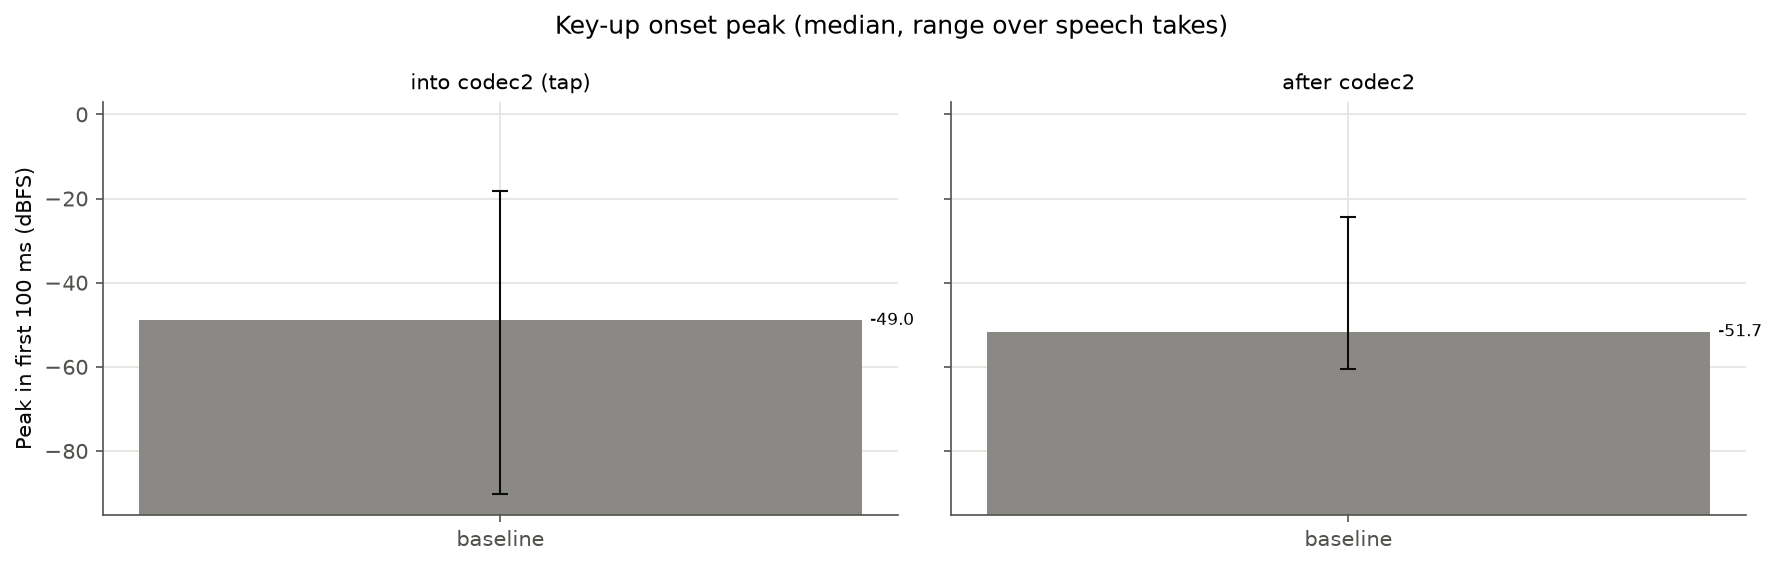 Key-up onset peak (median, range over speech takes)
into codec2 (tap)
after codec2
Peak in first 100 ms (dBFS)
0
−20
−40
−60
−80
-49.0
-51.7
baseline
baseline